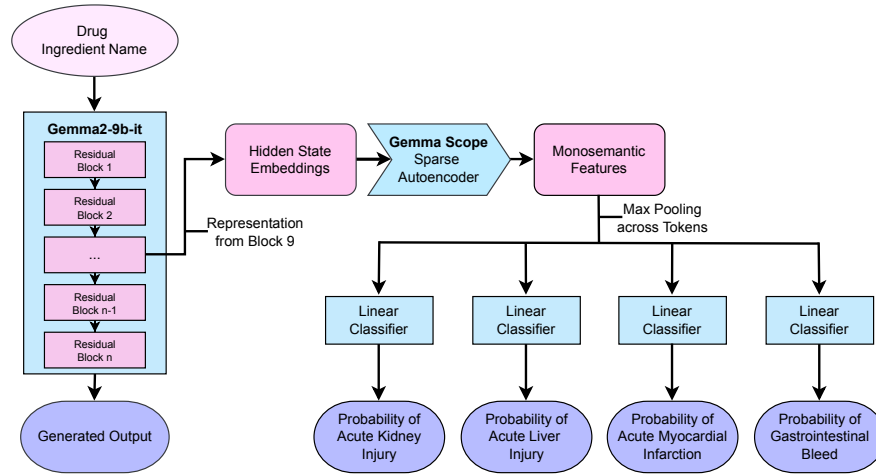 Drug
Ingredient Name
Gemma2-9b-it
Residual
Block 1
Residual
Block 2
...
Residual
Block n-1
Residual
Block n
Generated Output
Hidden State
Embeddings
Representation
from Block 9
Gemma Scope
Sparse
Autoencoder
Monosemantic
Features
Max Pooling
across Tokens
Linear
Classifier
Linear
Classifier
Linear
Classifier
Linear
Classifier
Probability of
Acute Kidney
Injury
Probability of
Acute Liver
Injury
Probability of
Acute Myocardial
Infarction
Probability of
Gastrointestinal
Bleed